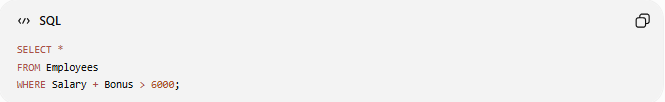 </> SQL
SELECT *
FROM Employees
WHERE Salary + Bonus > 6000;